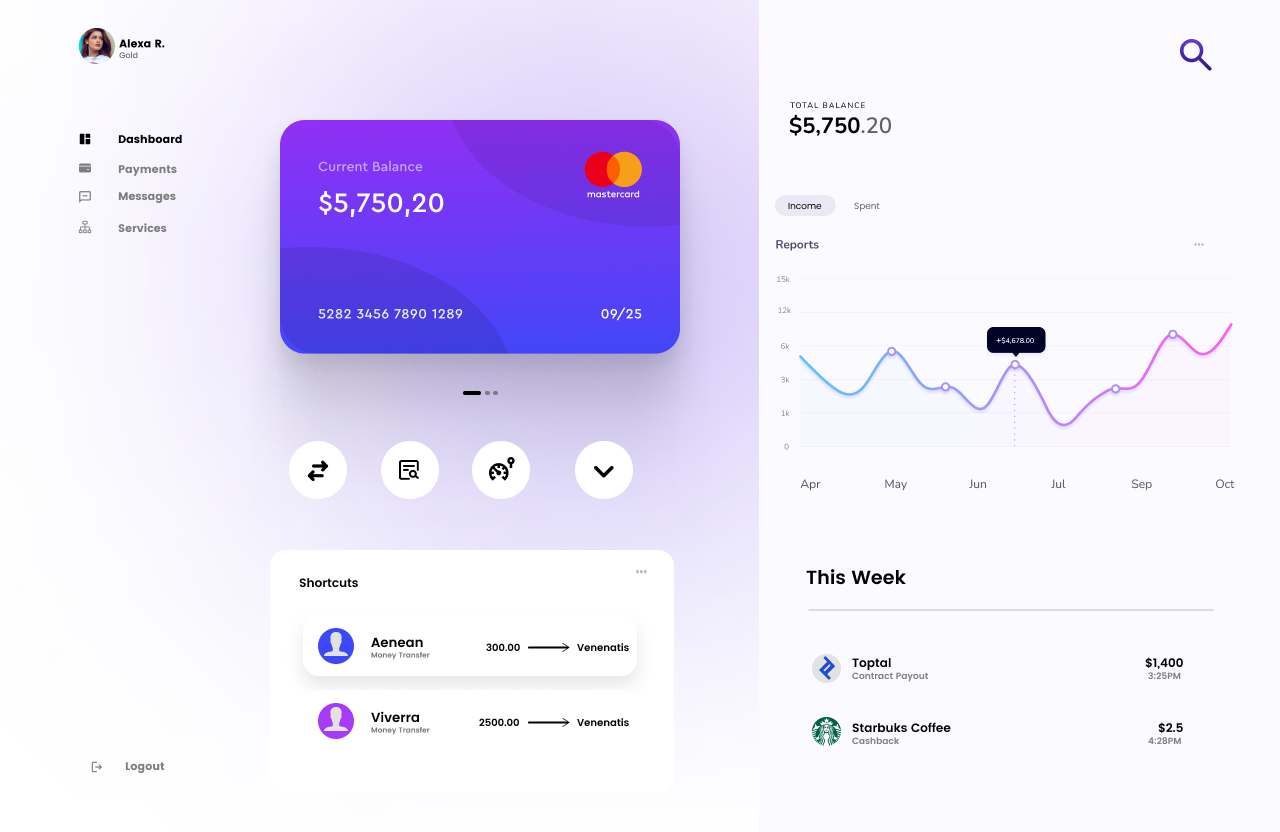 Alexa R.
Gold
Dashboard
Payments
Messages
Services
Logout
Current Balance
$5,750,20
mastercard
5282 3456 7890 1289
09/25
Shortcuts
Aenean
Money Transfer
300.00
Venenatis
Viverra
Money Transfer
2500.00
Venenatis
TOTAL BALANCE
$5,750.20
Income
Spent
Reports
15k
12k
6k
3k
1k
0
+$4,678.00
Apr May Jun Jul Sep Oct
This Week
Toptal
Contract Payout
$1,400
3:25PM
Starbuks Coffee
Cashback
$2.5
4:28PM